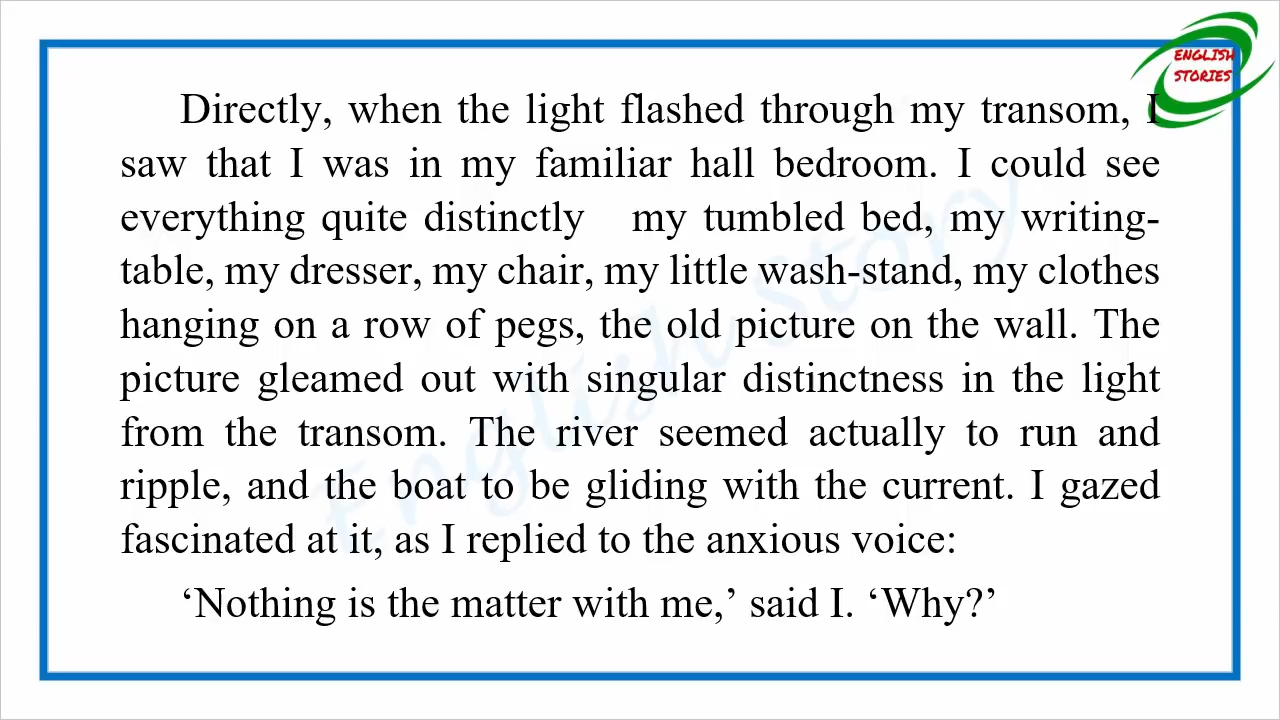 ENGLISH
STORIES
Directly, when the light flashed through my transom, I
saw that I was in my familiar hall bedroom. I could see
everything quite distinctly my tumbled bed, my writing-
table, my dresser, my chair, my little wash-stand, my clothes
hanging on a row of pegs, the old picture on the wall. The
picture gleamed out with singular distinctness in the light
from the transom. The river seemed actually to run and
ripple, and the boat to be gliding with the current. I gazed
fascinated at it, as I replied to the anxious voice:
‘Nothing is the matter with me,’ said I. ‘Why?’
English Story